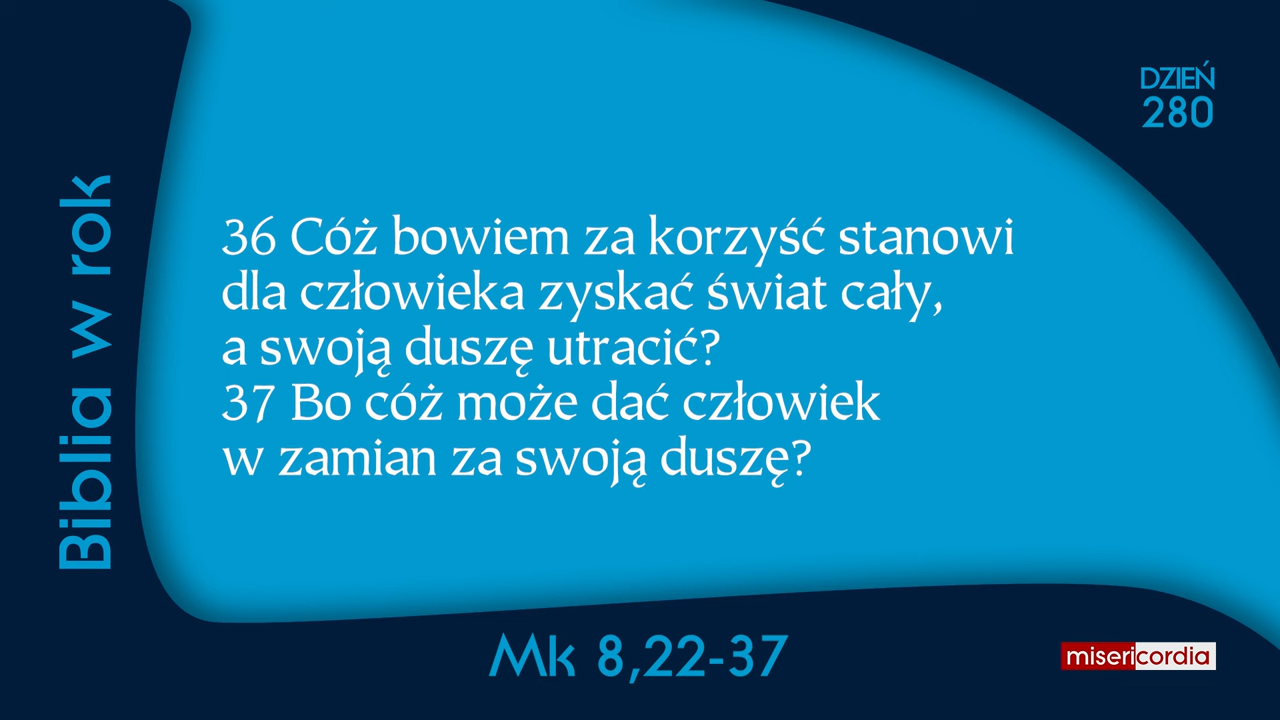 DZIEŃ
280
Biblia w rok
36 Cóż bowiem za korzyść stanowi
dla człowieka zyskać świat cały,
a swoją duszę utracić?
37 Bo cóż może dać człowiek
w zamian za swoją duszę?
Mk 8,22-37
misericordia